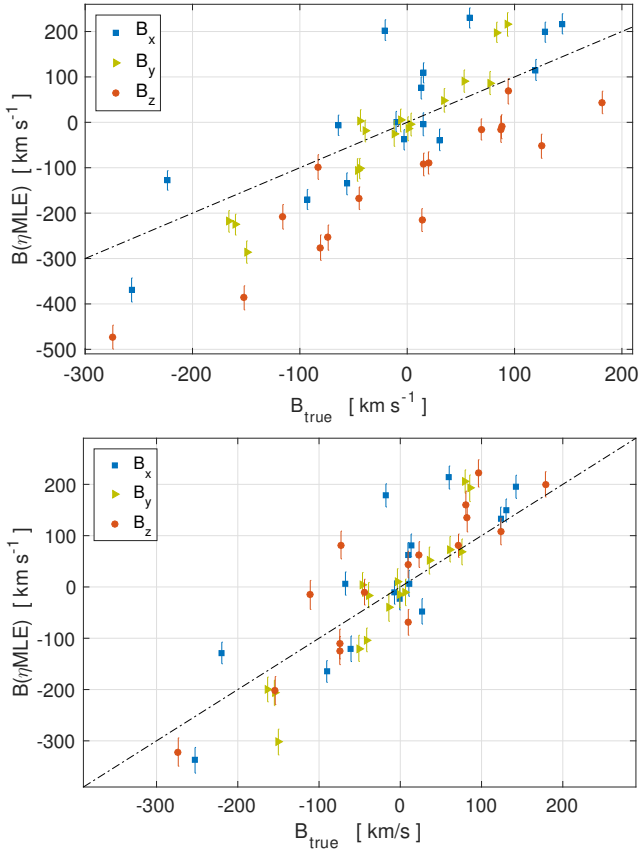 200
100
0
-100
-200
-300
-400
-500
B(ηMLE) [ km s⁻¹ ]
B_x
B_y
B_z
-300 -200 -100 0 100 200
B_true [ km s⁻¹ ]
200
100
0
-100
-200
-300
B(ηMLE) [ km s⁻¹ ]
B_x
B_y
B_z
-300 -200 -100 0 100 200
B_true [ km/s ]